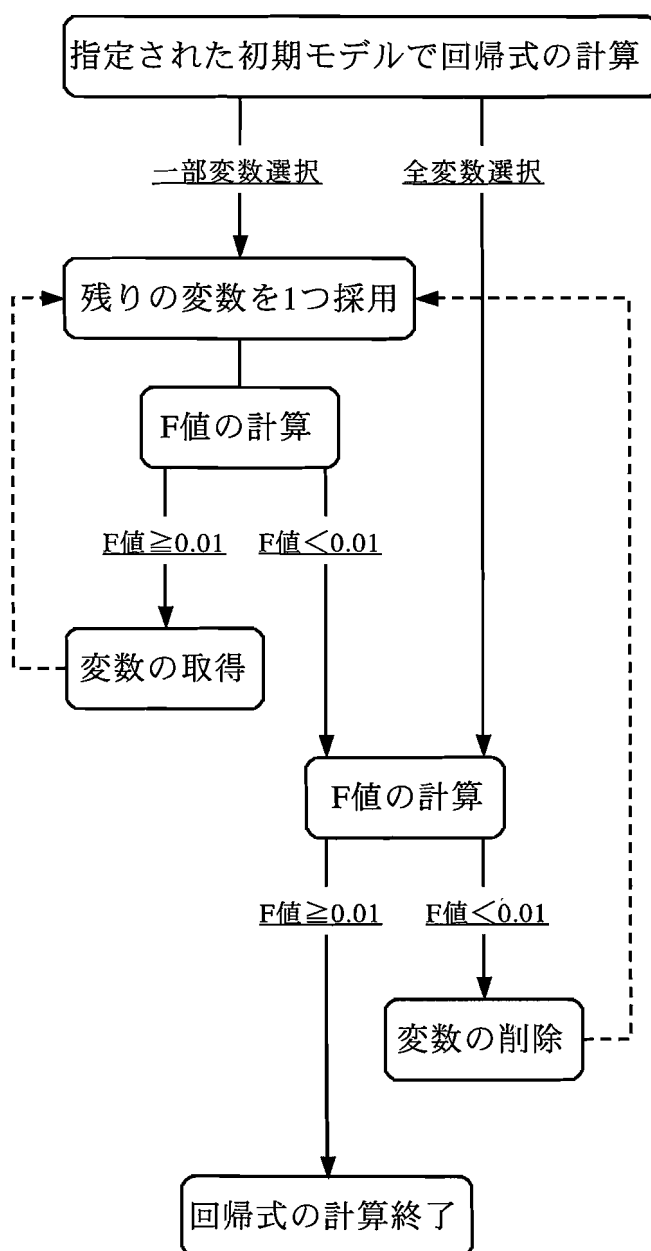 指定された初期モデルで回帰式の計算
一部変数選択
全変数選択
残りの変数を1つ採用
F値の計算
F値≧0.01
F値＜0.01
変数の取得
F値の計算
F値≧0.01
F値＜0.01
変数の削除
回帰式の計算終了